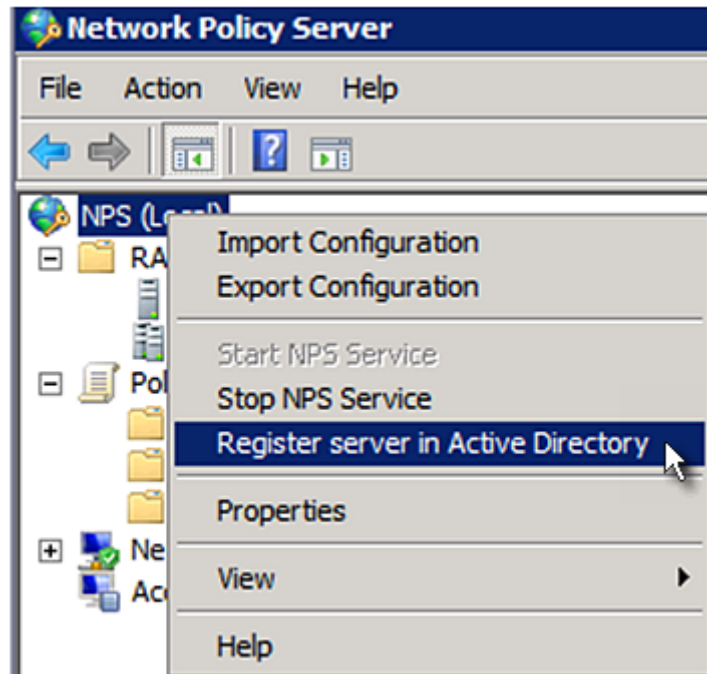 Network Policy Server
File Action View Help
NPS (Local)
RA
Import Configuration
Export Configuration
Start NPS Service
Pol
Stop NPS Service
Register server in Active Directory
Properties
Ne
View
Acc
Help